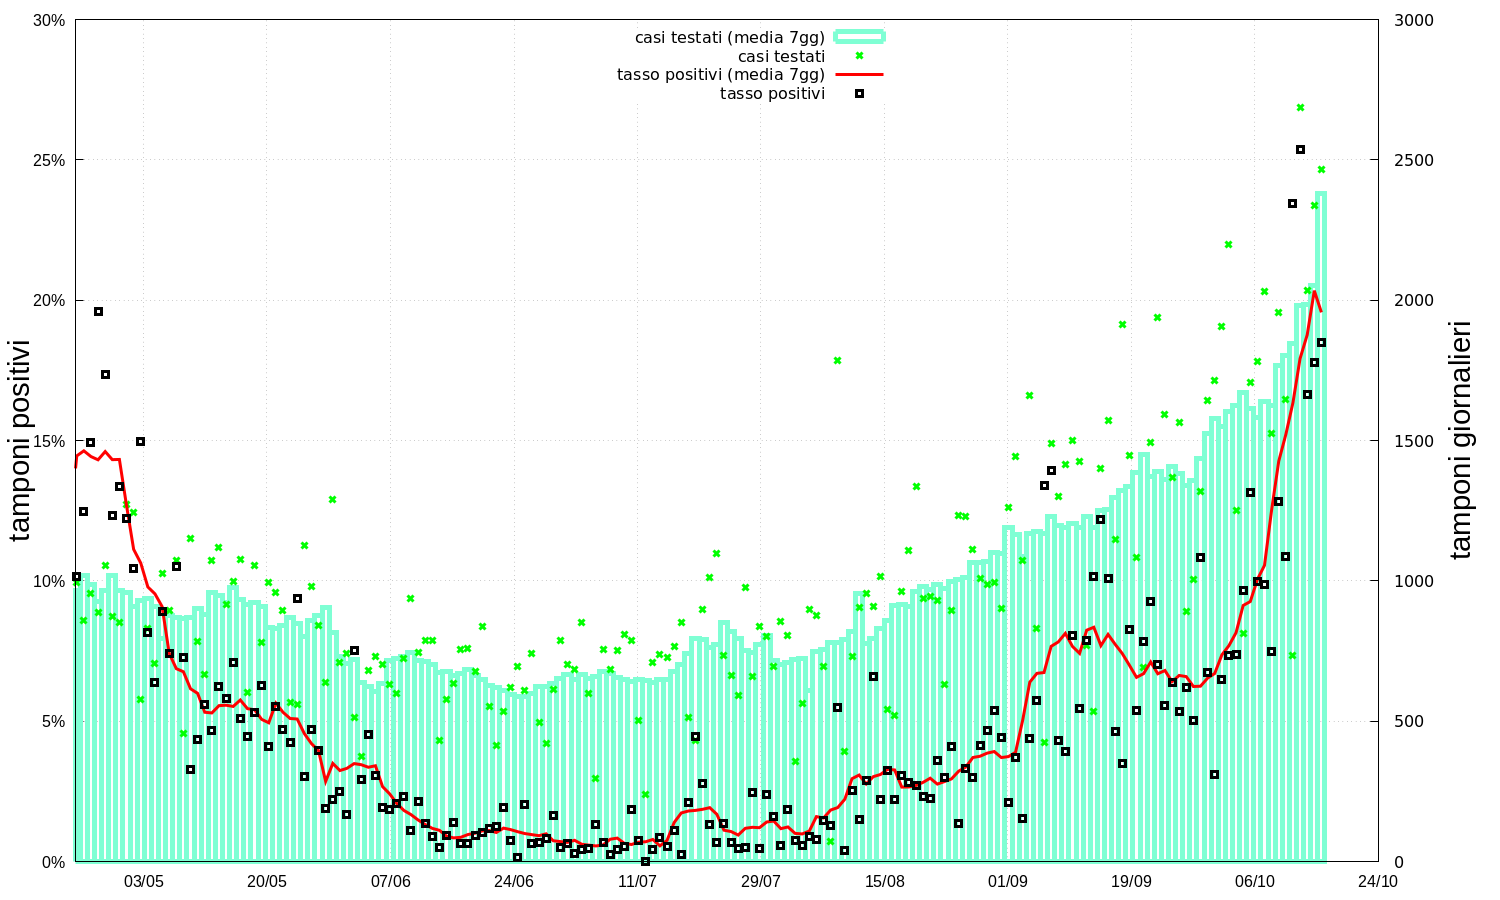 casi testati (media 7gg)
casi testati
tasso positivi (media 7gg)
tasso positivi
tamponi positivi
30%
25%
20%
15%
10%
5%
0%
3000
2500
2000
1500
1000
500
0
tamponi giornalieri
03/05 20/05 07/06 24/06 11/07 29/07 15/08 01/09 19/09 06/10 24/10